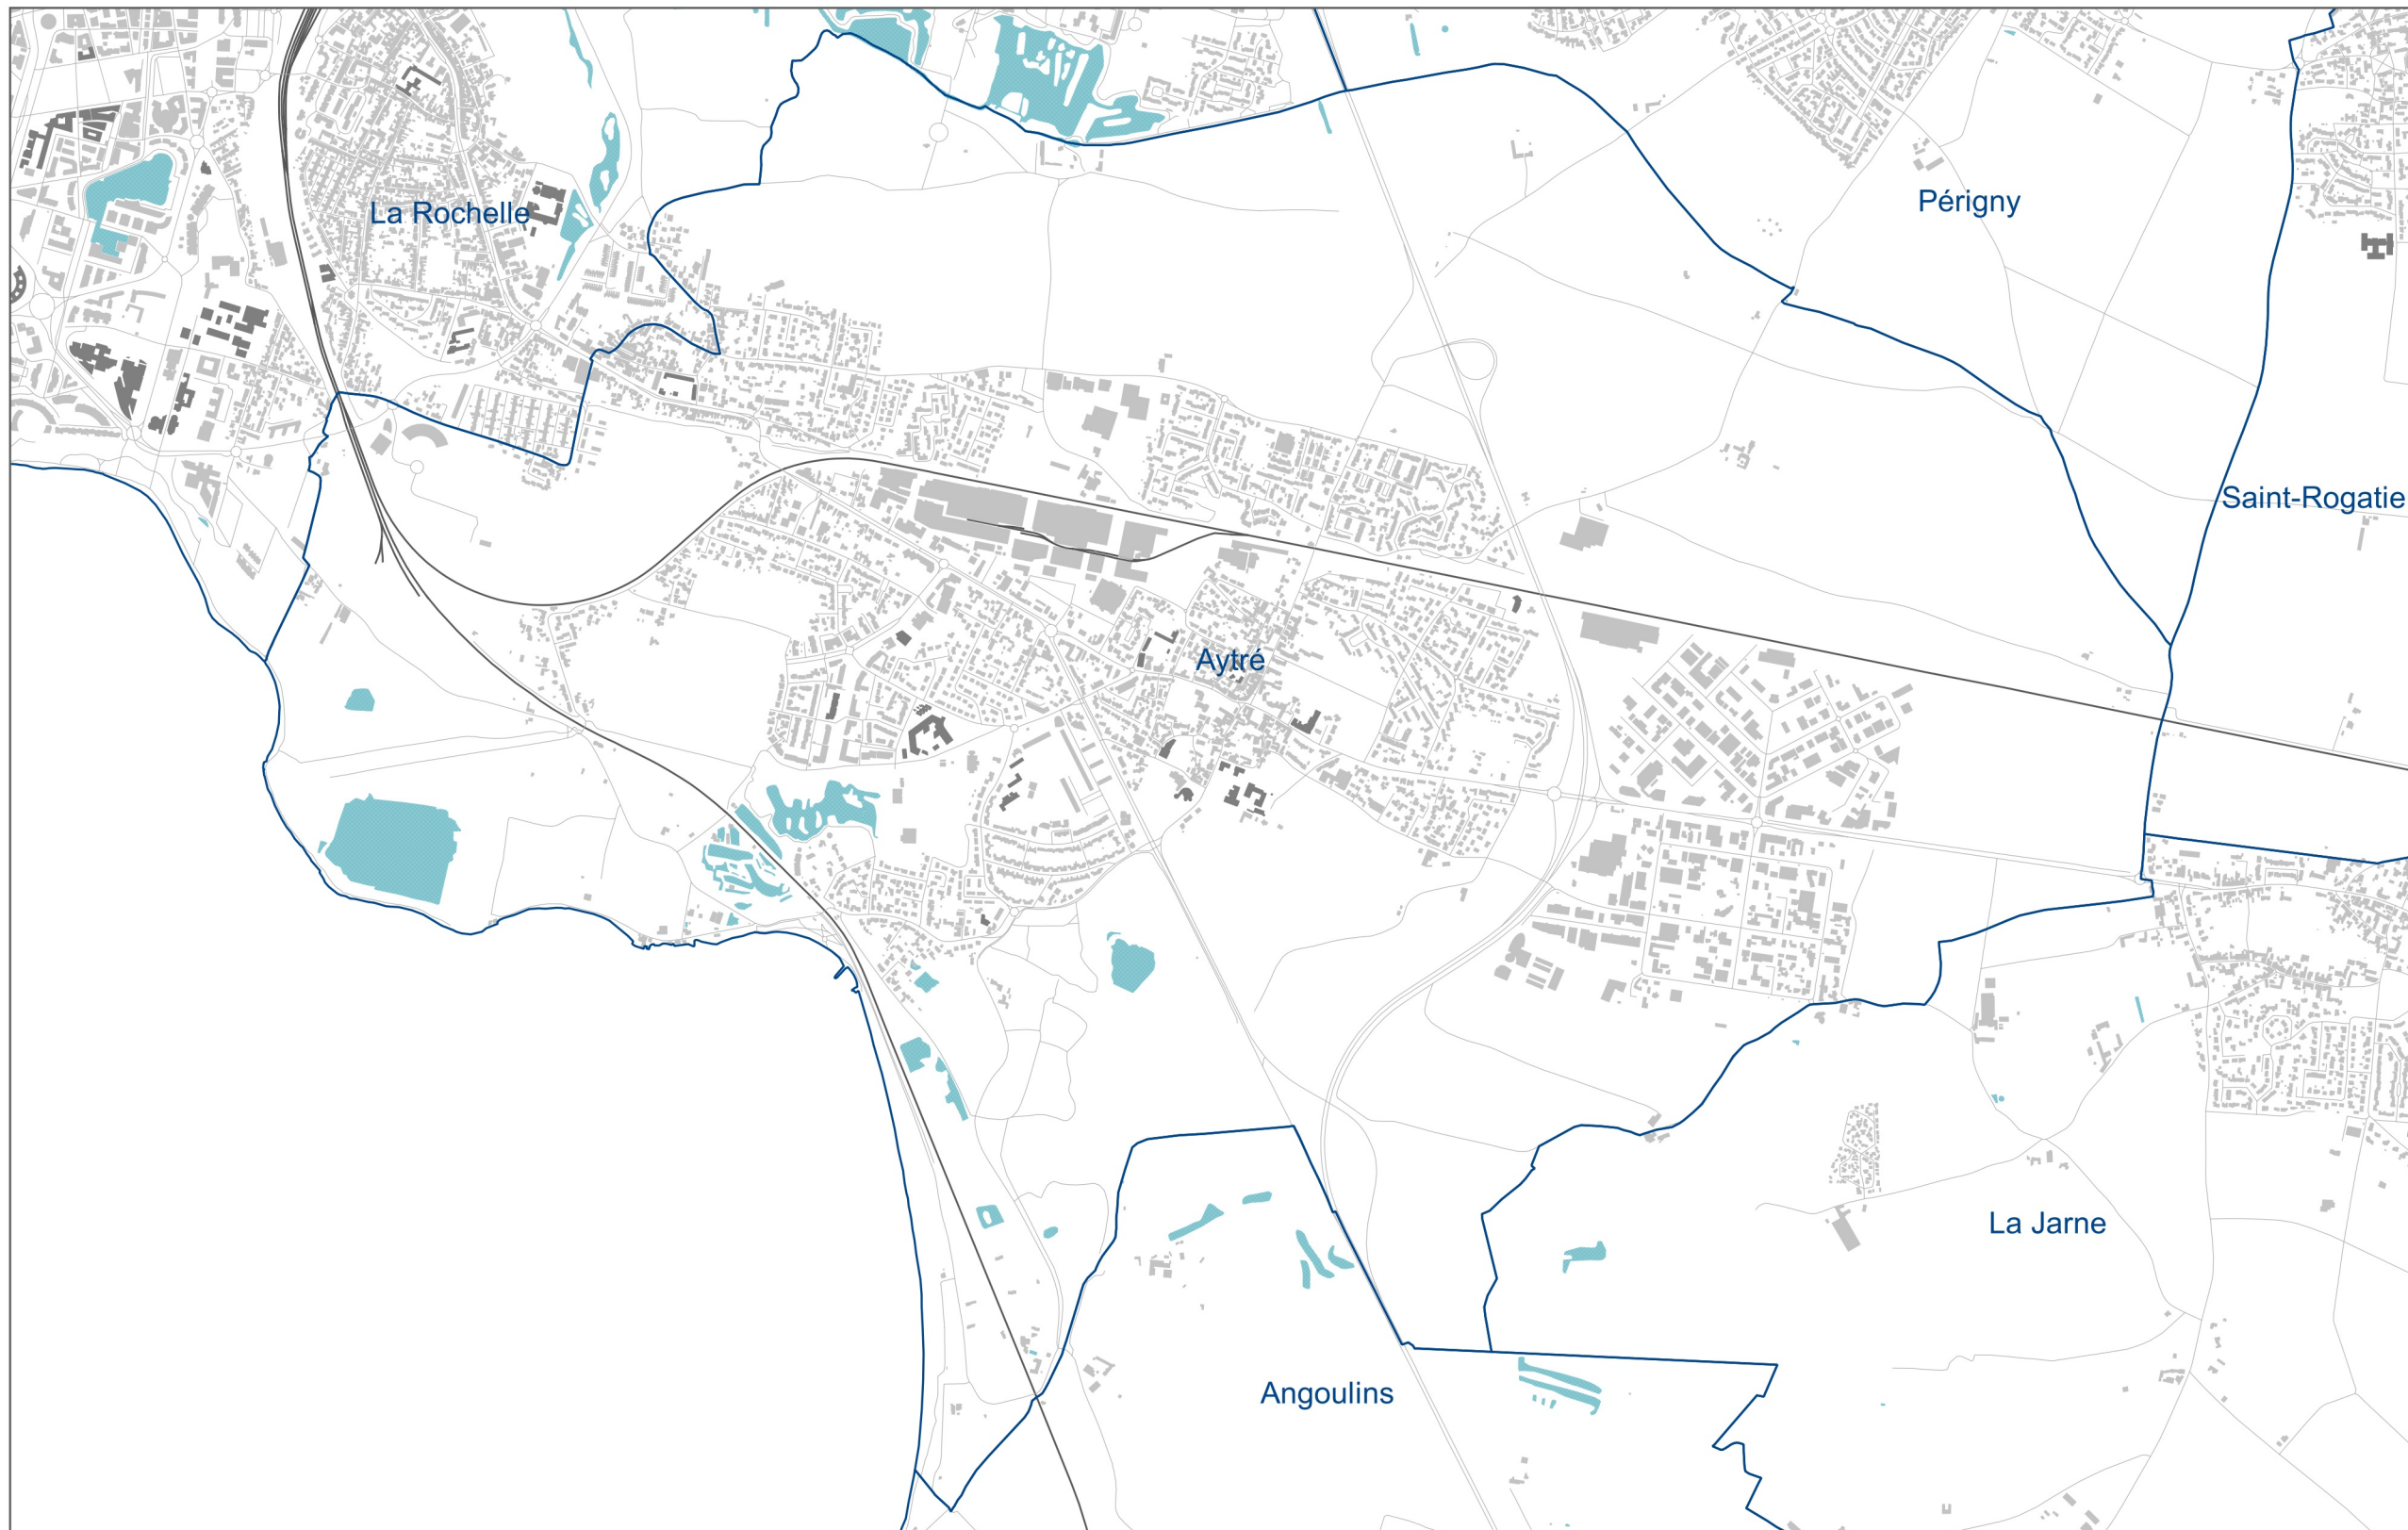 Périgny
La Rochelle
Saint-Rogatie
Aytré
La Jarne
Angoulins